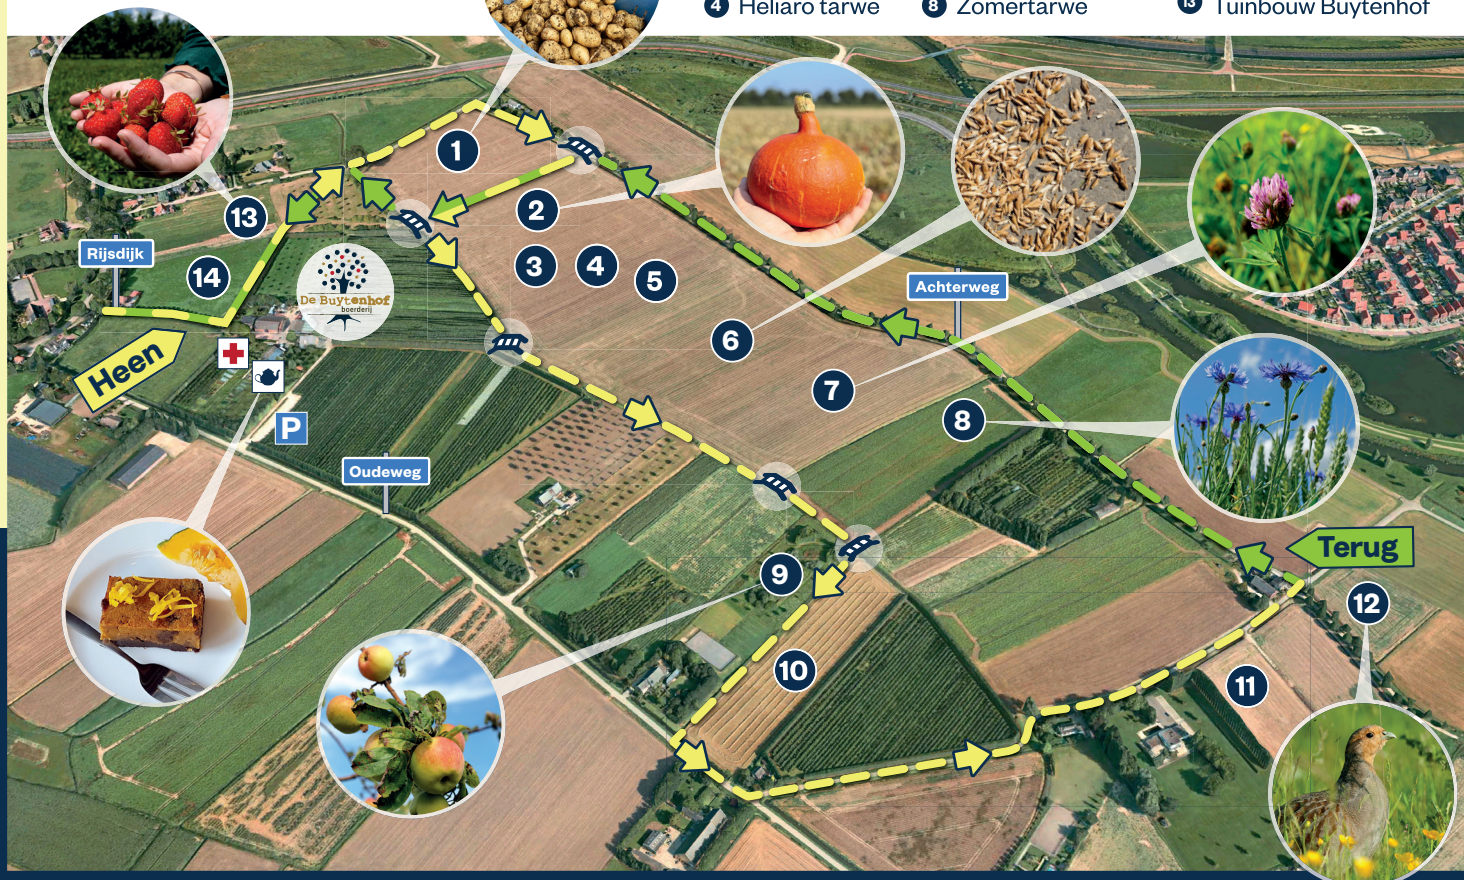 4 Heliaro tarwe
8 Zomertarwe
13 Tuinbouw Buytenhof
1
2
3
4
5
6
7
8
9
10
11
12
13
14
Rijsdijk
De Buytenhof
boerderij
Achterweg
Heen
P
Oudeweg
Terug